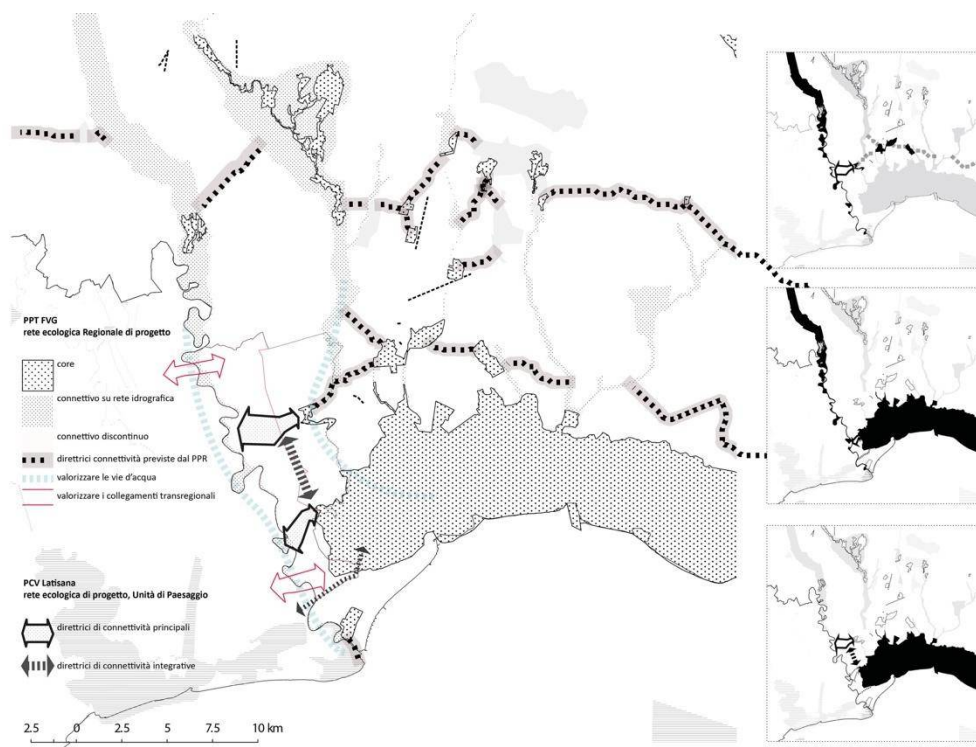 PPT FVG
rete ecologica Regionale di progetto
core
connettivo su rete idrografica
connettivo discontinuo
direttrici connettività previste dal PPR
valorizzare le vie d'acqua
valorizzare i collegamenti transregionali
PCV Latisana
rete ecologica di progetto, Unità di Paesaggio
direttrici di connettività principali
direttrici di connettività integrative
2.5 0 2.5 5 7.5 10 km